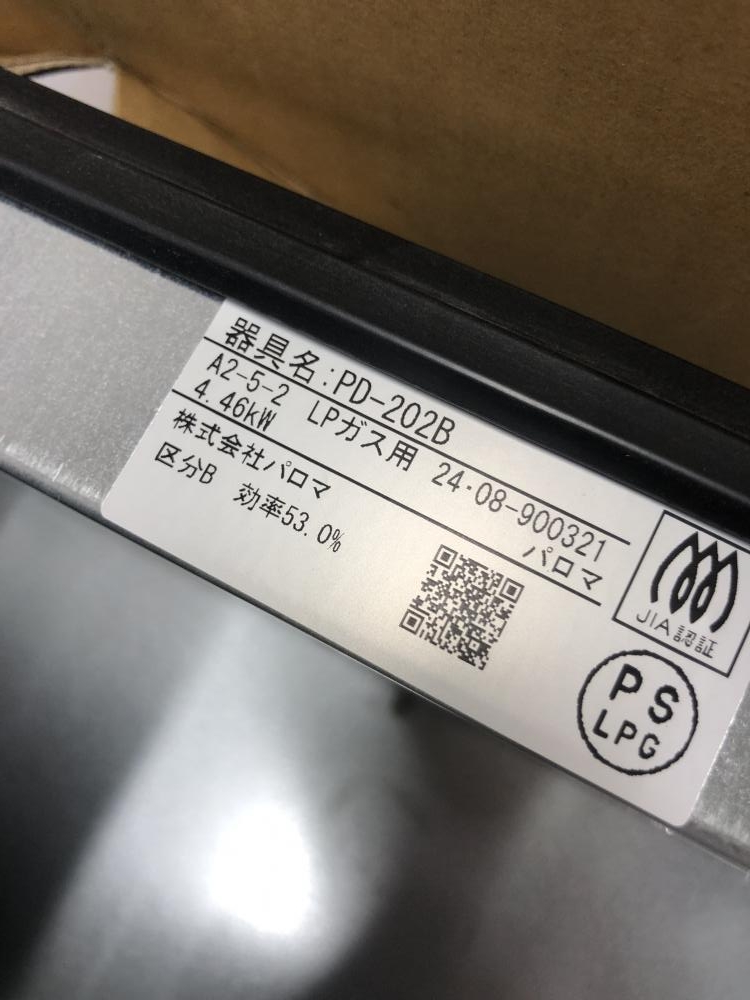 器具名:PD-202B
A2-5-2 LPガス用 24・08-900321
4.46kW
株式会社パロマ パロマ
区分B 効率53.0%
JIA認証
PS
LPG